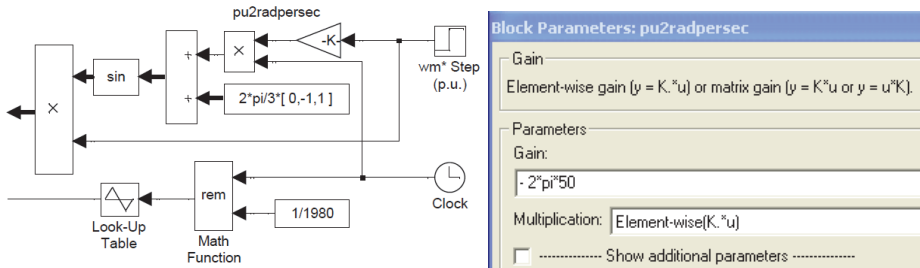 pu2radpersec
-K-
×
+
+
sin
×
wm* Step
(p.u.)
2*pi/3*[ 0,-1,1 ]
rem
Clock
1/1980
Look-Up
Table
Math
Function
Block Parameters: pu2radpersec
Gain
Element-wise gain (y = K.*u) or matrix gain (y = K*u or y = u*K).
Parameters
Gain:
- 2*pi*50
Multiplication: Element-wise(K.*u)
-------------- Show additional parameters --------------